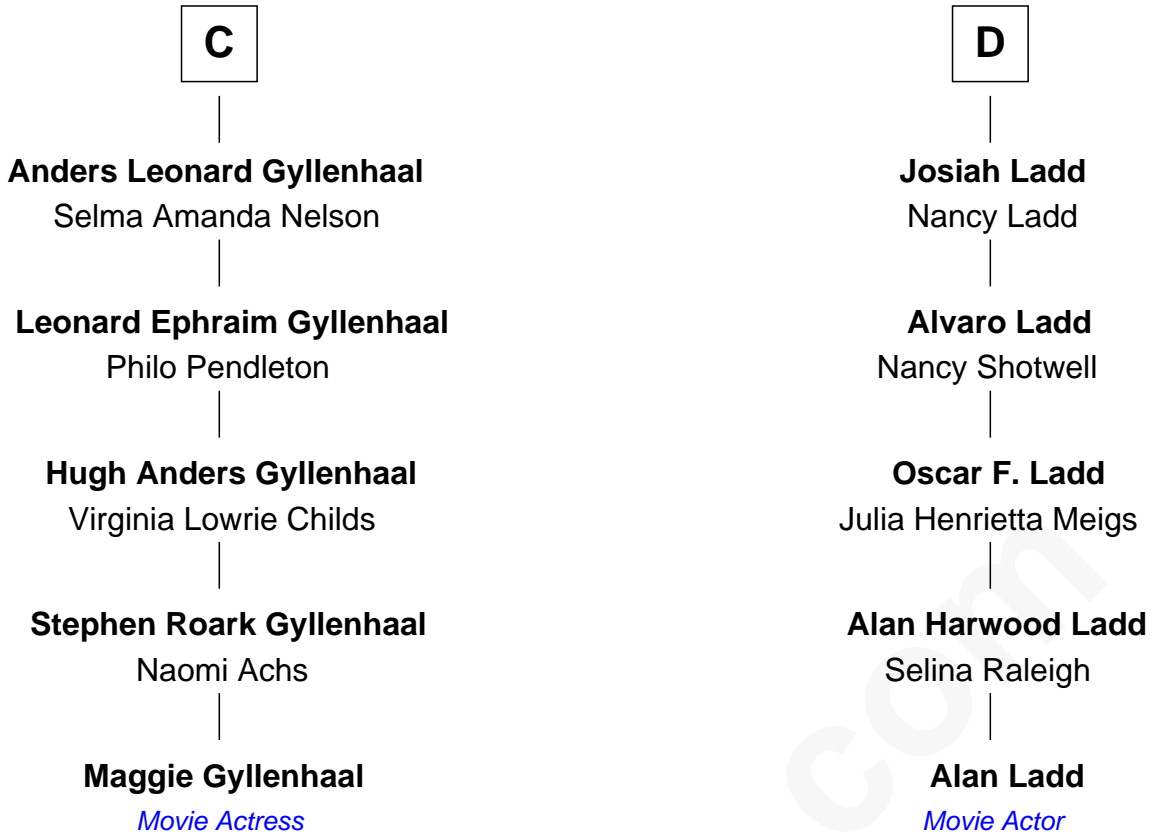 C
Anders Leonard Gyllenhaal
Selma Amanda Nelson
Leonard Ephraim Gyllenhaal
Philo Pendleton
Hugh Anders Gyllenhaal
Virginia Lowrie Childs
Stephen Roark Gyllenhaal
Naomi Achs
Maggie Gyllenhaal
Movie Actress
D
Josiah Ladd
Nancy Ladd
Alvaro Ladd
Nancy Shotwell
Oscar F. Ladd
Julia Henrietta Meigs
Alan Harwood Ladd
Selina Raleigh
Alan Ladd
Movie Actor
com